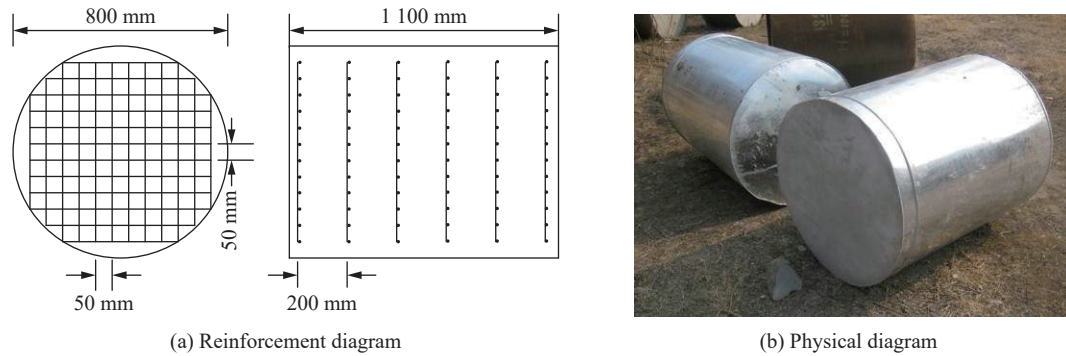 800 mm
1 100 mm
50 mm
50 mm
200 mm
(a) Reinforcement diagram
(b) Physical diagram